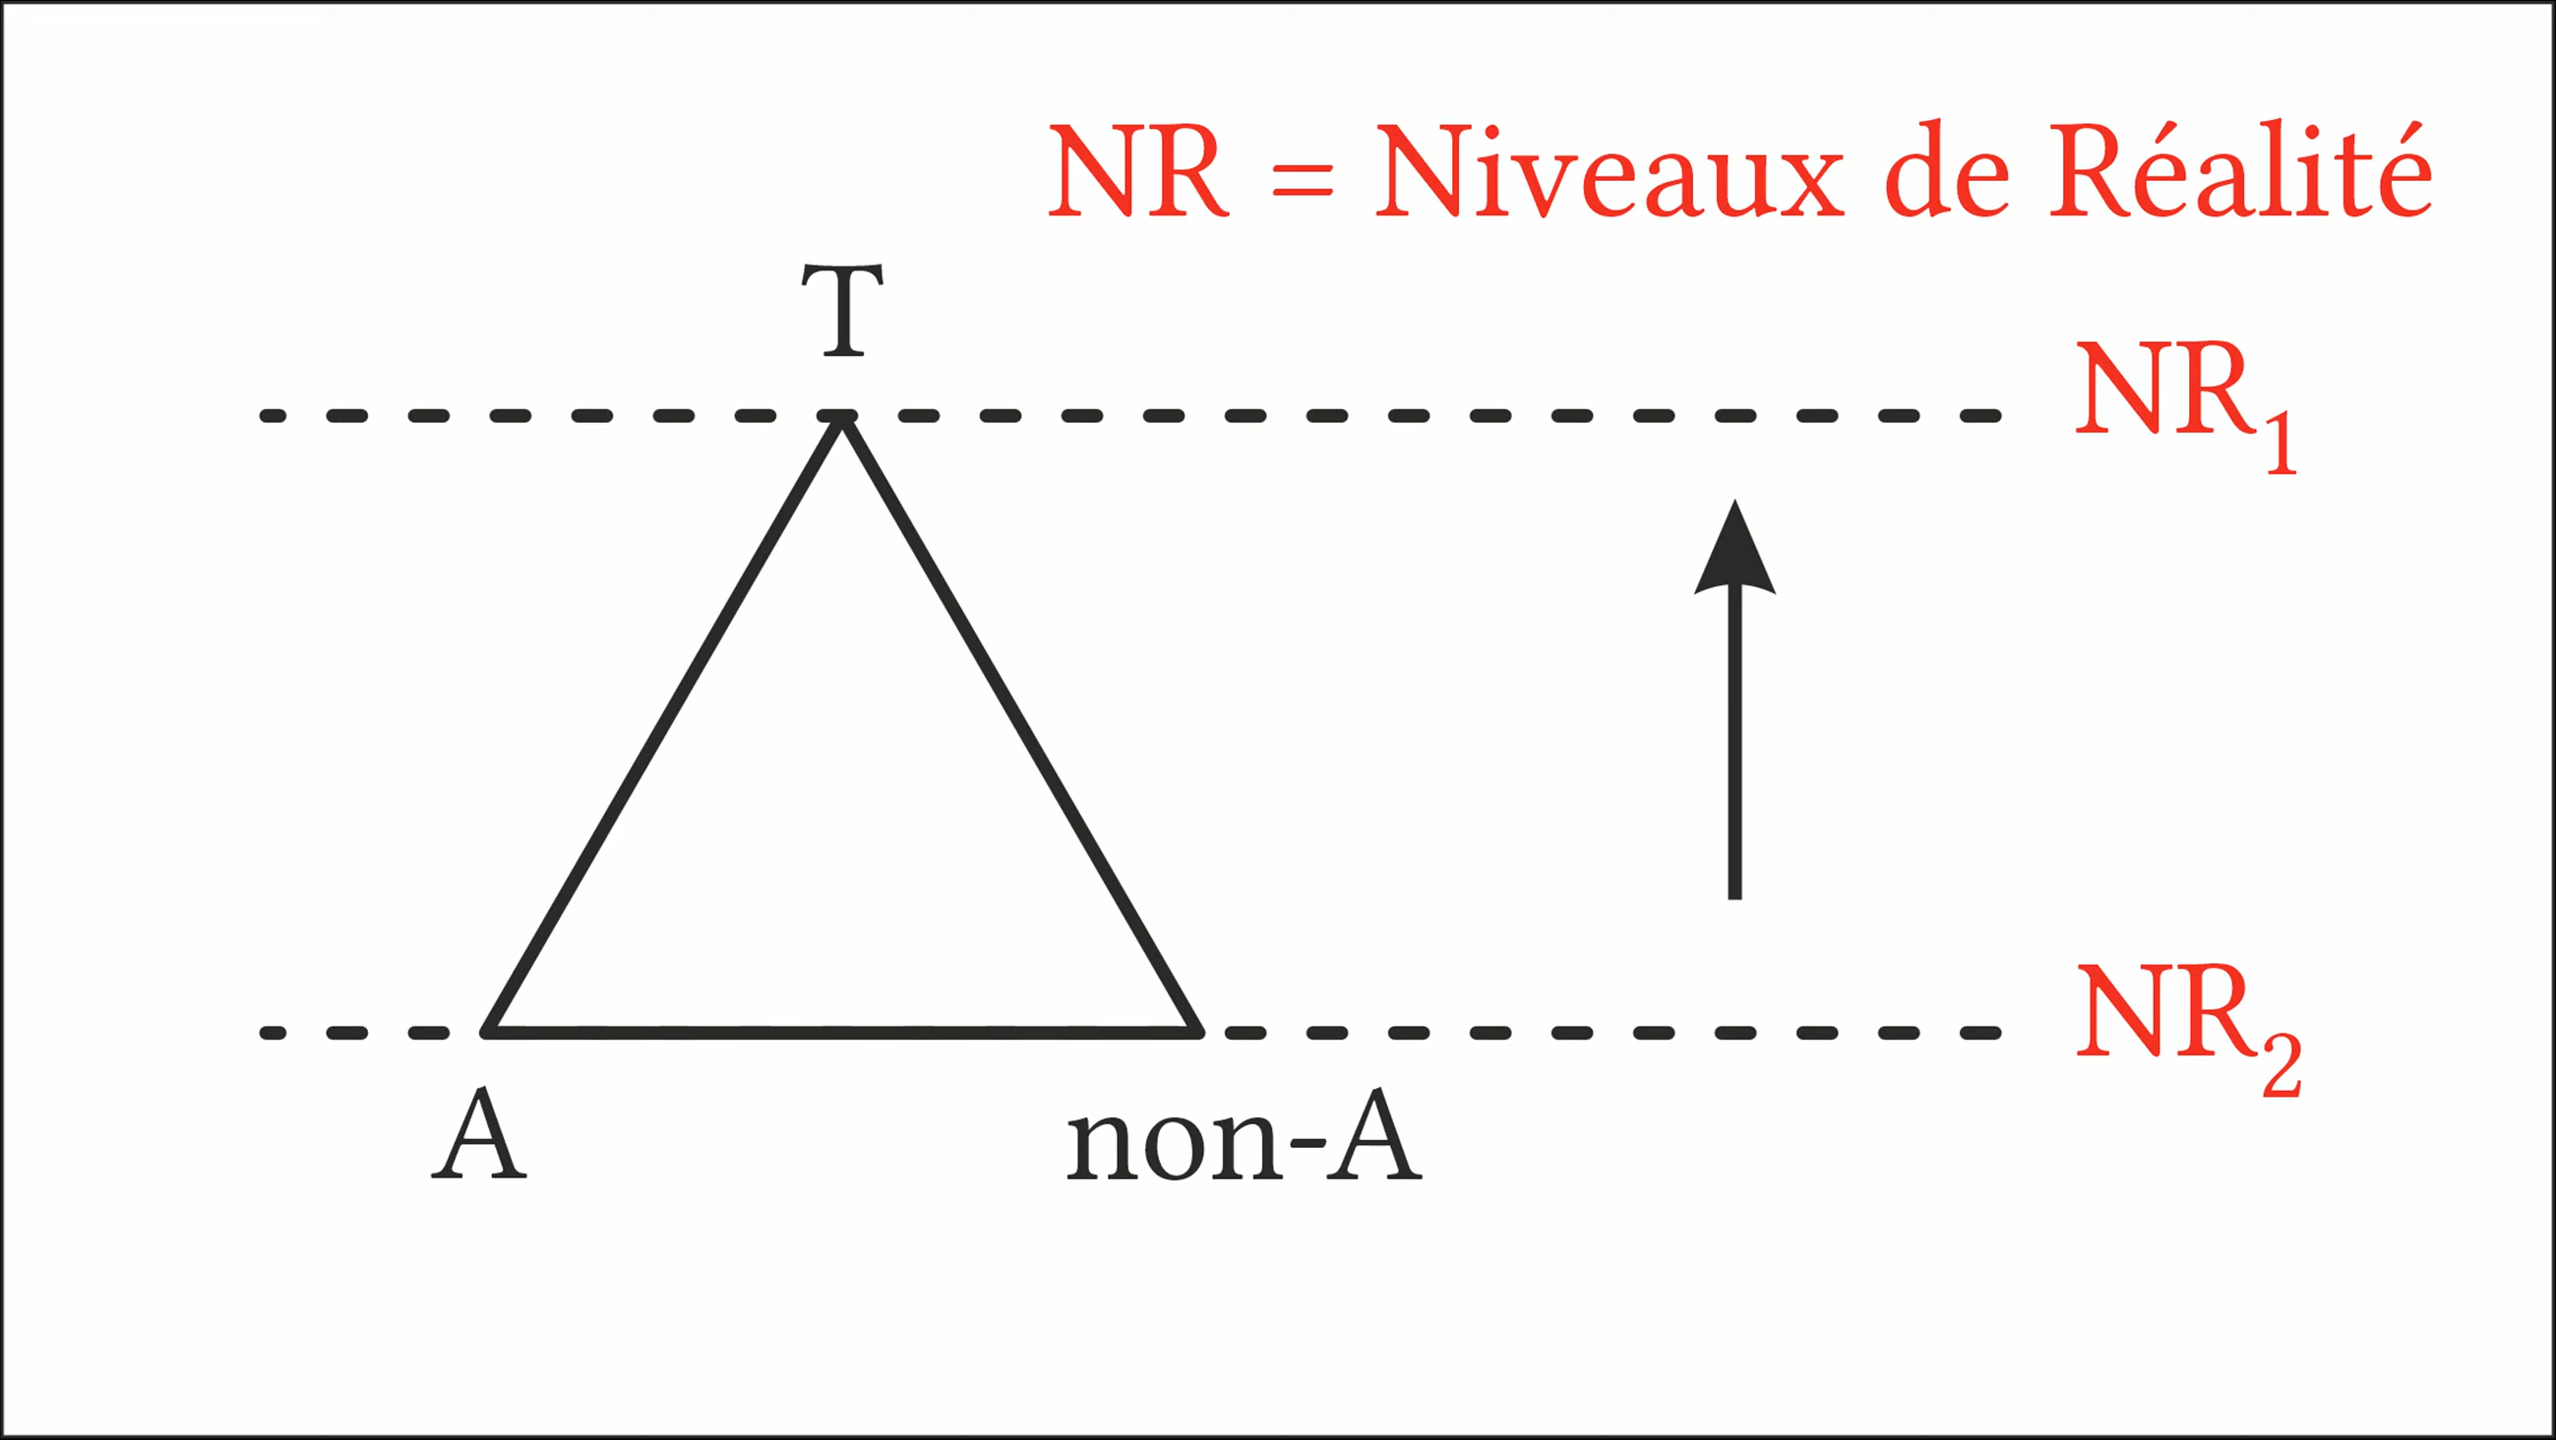 NR = Niveaux de Réalité
T
NR₁
NR₂
A
non-A